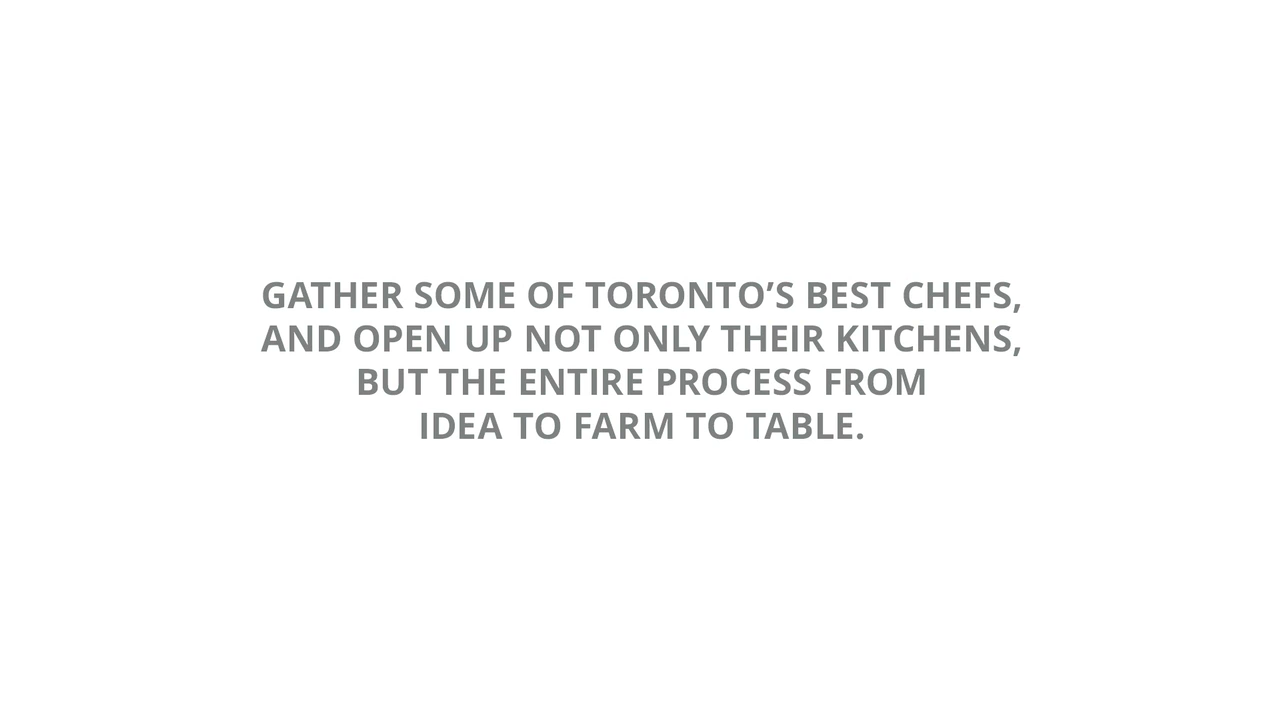 GATHER SOME OF TORONTO’S BEST CHEFS,
AND OPEN UP NOT ONLY THEIR KITCHENS,
BUT THE ENTIRE PROCESS FROM
IDEA TO FARM TO TABLE.